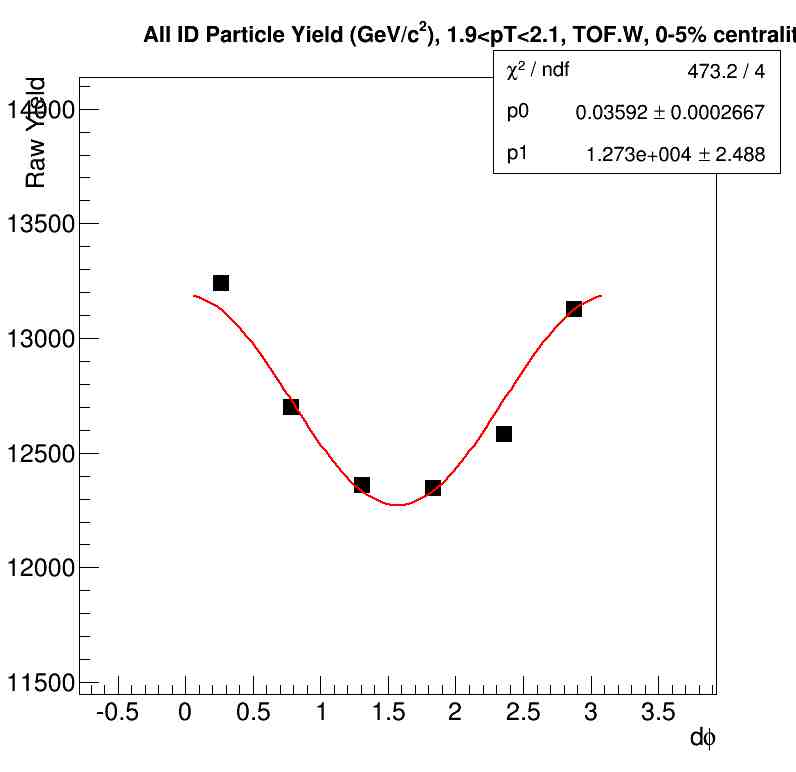 All ID Particle Yield (GeV/c²), 1.9<pT<2.1, TOF.W, 0-5% centralit
χ² / ndf 473.2 / 4
p0 0.03592 ± 0.0002667
p1 1.273e+004 ± 2.488
Raw Yield
14000
13500
13000
12500
12000
11500
-0.5 0 0.5 1 1.5 2 2.5 3 3.5
dϕ